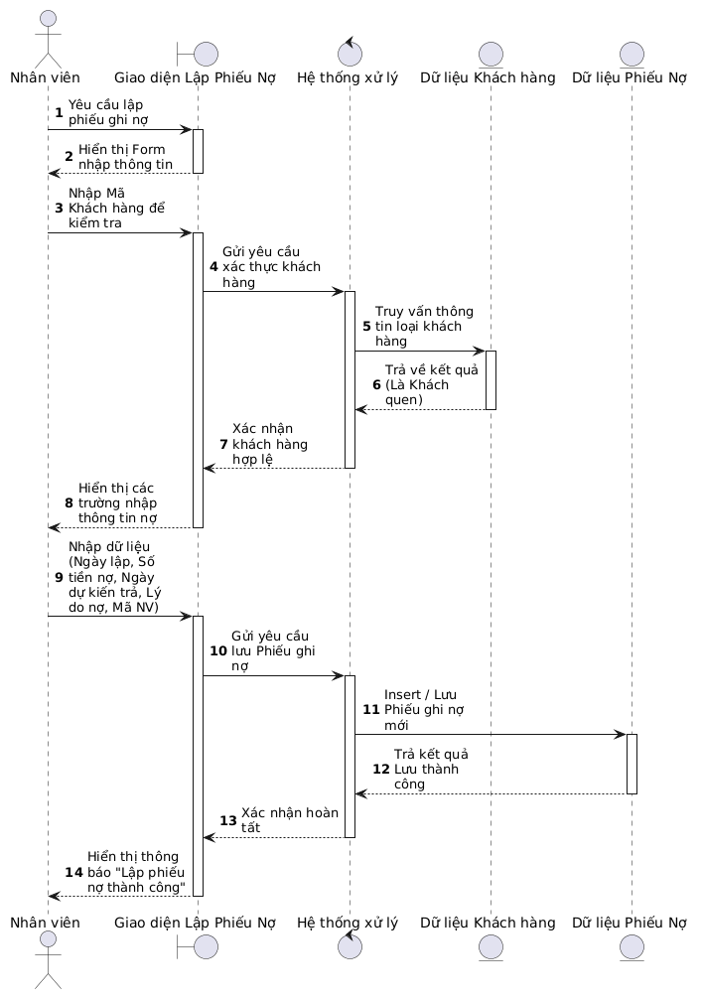 Nhân viên
Giao diện Lập Phiếu Nợ
Hệ thống xử lý
Dữ liệu Khách hàng
Dữ liệu Phiếu Nợ
1 Yêu cầu lập
phiếu ghi nợ
2 Hiển thị Form
nhập thông tin
Nhập Mã
3 Khách hàng để
kiểm tra
Gửi yêu cầu
4 xác thực khách
hàng
Truy vấn thông
5 tin loại khách
hàng
Trả về kết quả
6 (Là Khách
quen)
Xác nhận
7 khách hàng
hợp lệ
Hiển thị các
8 trường nhập
thông tin nợ
Nhập dữ liệu
(Ngày lập, Số
9 tiền nợ, Ngày
dự kiến trả, Lý
do nợ, Mã NV)
Gửi yêu cầu
10 lưu Phiếu ghi
nợ
Insert / Lưu
11 Phiếu ghi nợ
mới
Trả kết quả
12 Lưu thành
công
13 Xác nhận hoàn
tất
Hiển thị thông
14 báo "Lập phiếu
nợ thành công"
Nhân viên
Giao diện Lập Phiếu Nợ
Hệ thống xử lý
Dữ liệu Khách hàng
Dữ liệu Phiếu Nợ